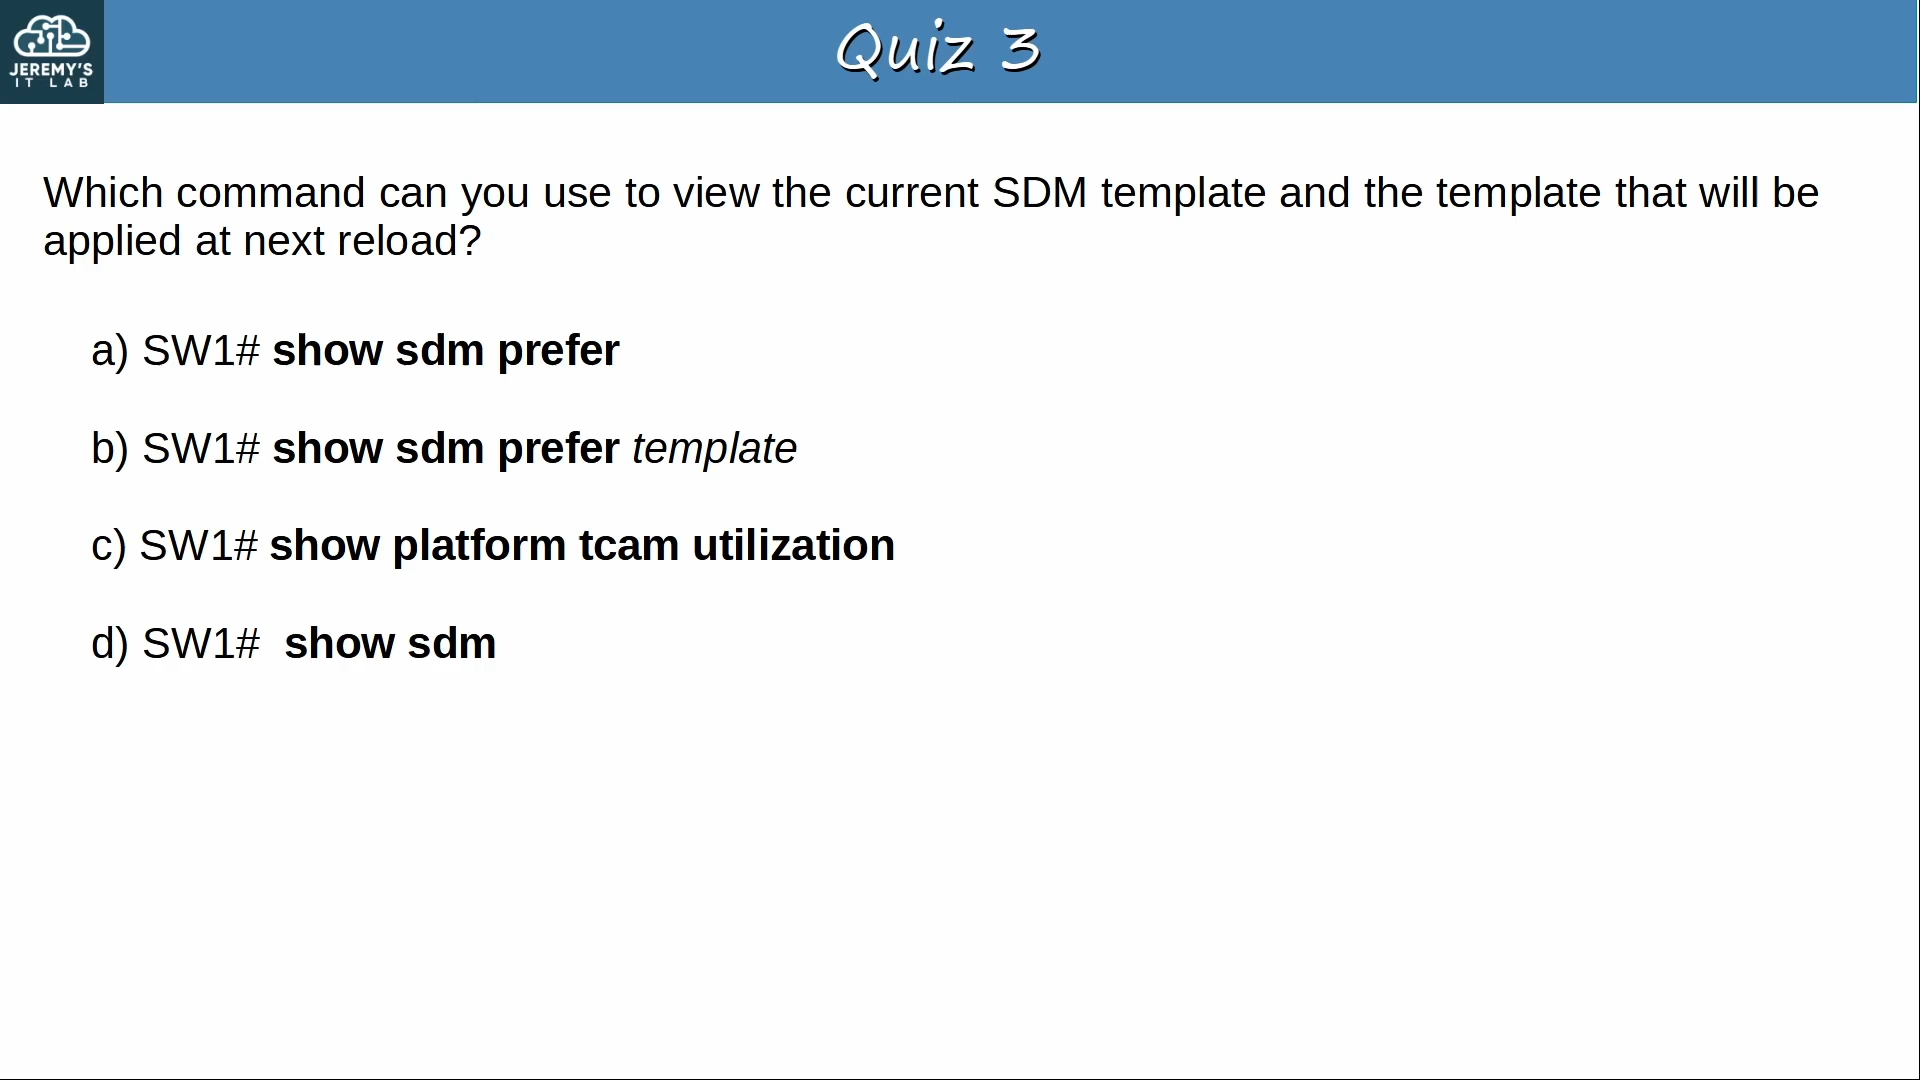 JEREMY'S
IT LAB
Quiz 3
Which command can you use to view the current SDM template and the template that will be
applied at next reload?
a) SW1# show sdm prefer
b) SW1# show sdm prefer template
c) SW1# show platform tcam utilization
d) SW1#  show sdm